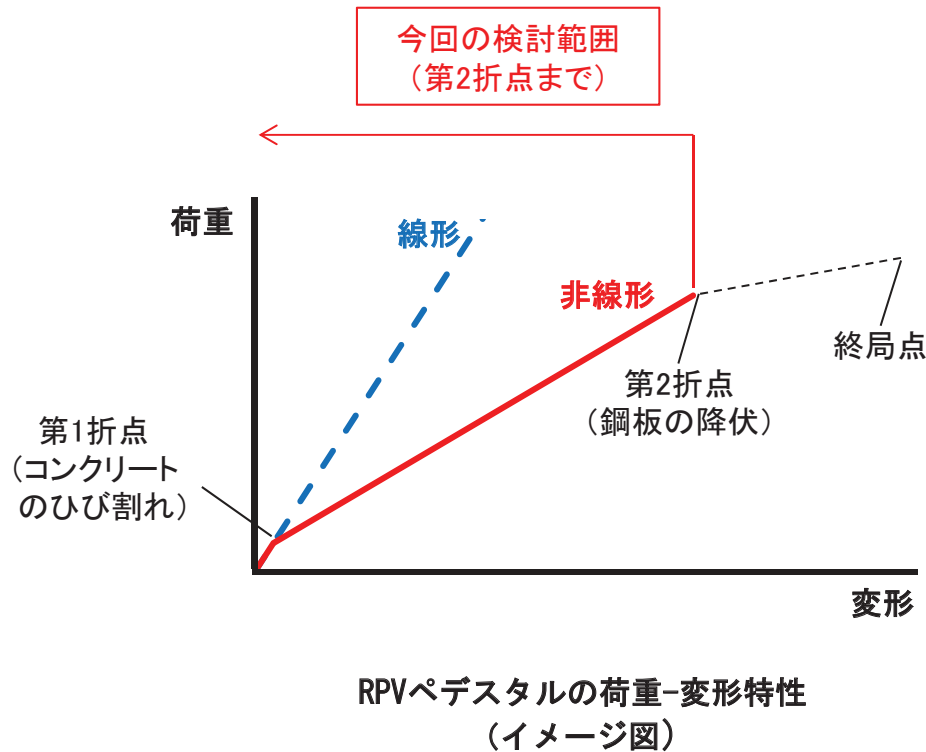 今回の検討範囲
（第2折点まで）
荷重
線形
非線形
終局点
第2折点
（鋼板の降伏）
第1折点
（コンクリート
のひび割れ）
変形
RPVペデスタルの荷重-変形特性
（イメージ図）